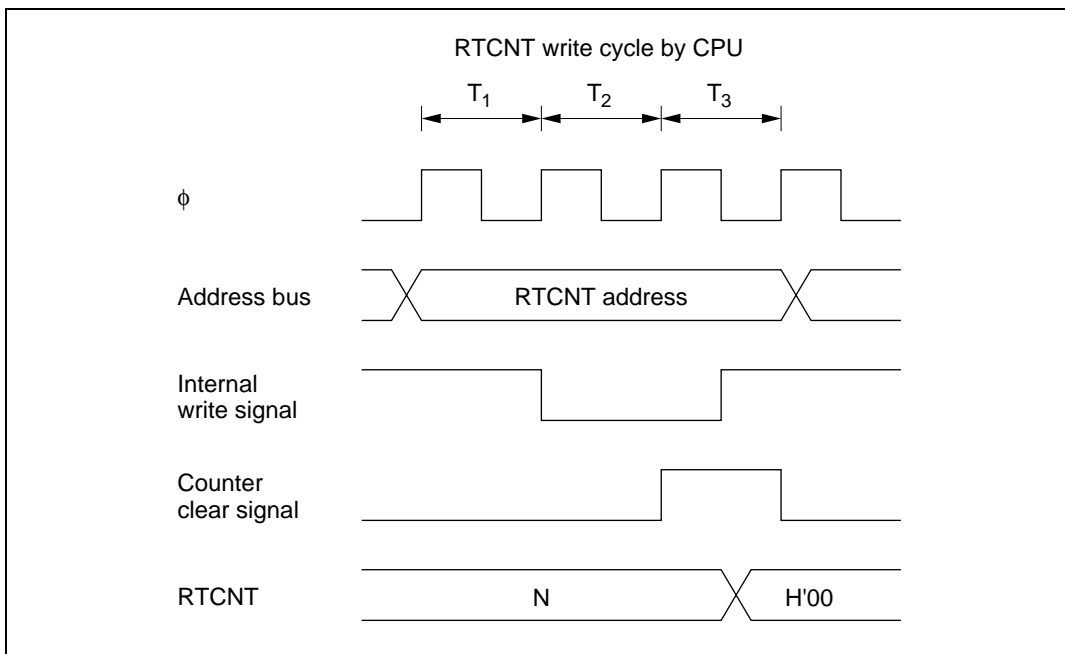 RTCNT write cycle by CPU
T1 T2 T3
ϕ
Address bus RTCNT address
Internal
write signal
Counter
clear signal
RTCNT N H'00